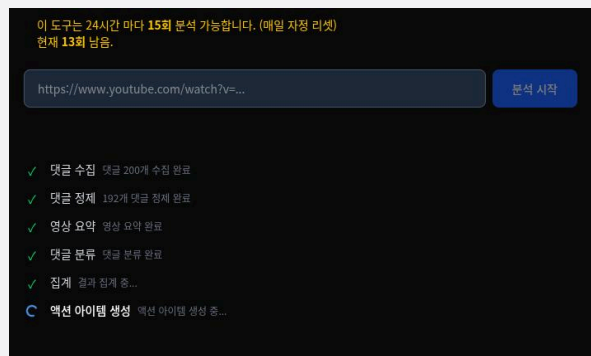 이 도구는 24시간 마다 15회 분석 가능합니다. (매일 자정 리셋)
현재 13회 남음.
https://www.youtube.com/watch?v=...
분석 시작
✓ 댓글 수집 댓글 200개 수집 완료
✓ 댓글 정제 192개 댓글 정제 완료
✓ 영상 요약 영상 요약 완료
✓ 댓글 분류 댓글 분류 완료
✓ 집계 결과 집계 중...
액션 아이템 생성 액션 아이템 생성 중...